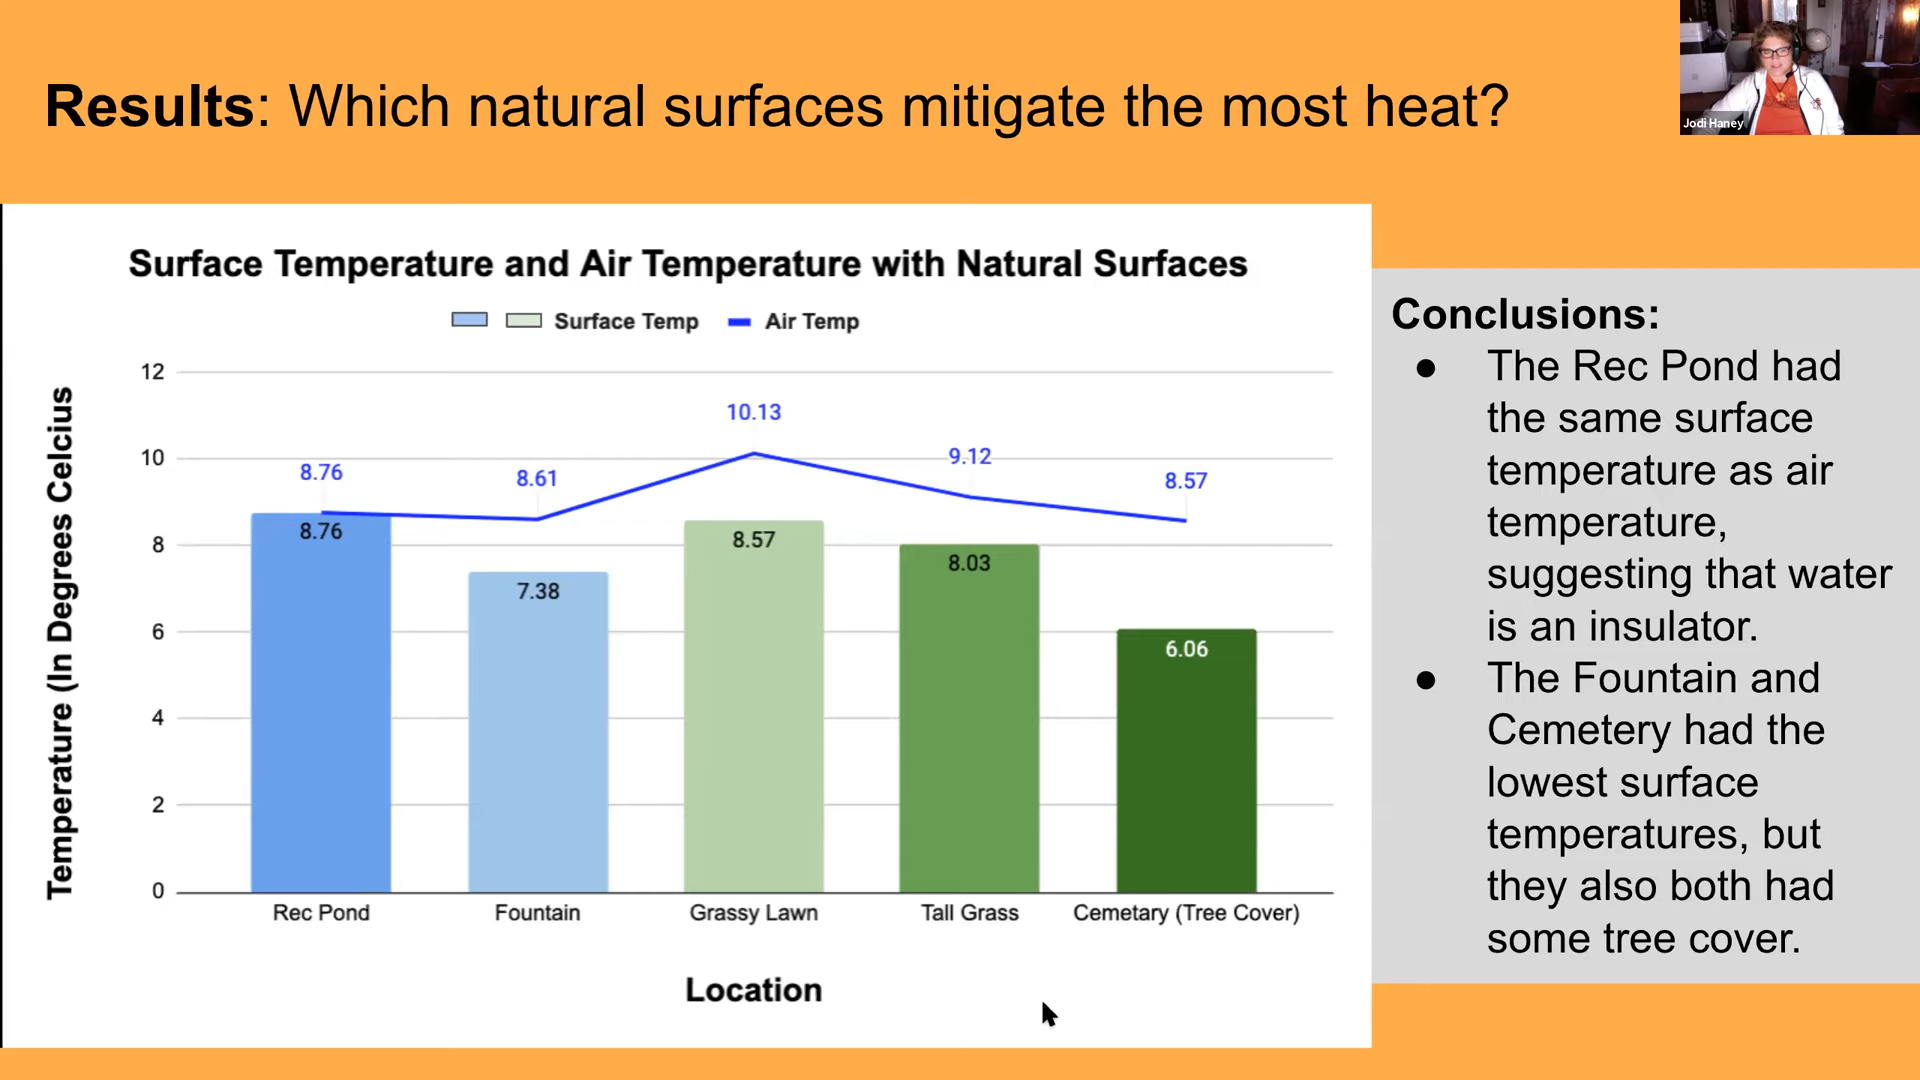 Results: Which natural surfaces mitigate the most heat?
Jodi Haney
Surface Temperature and Air Temperature with Natural Surfaces
Surface Temp Air Temp
Temperature (In Degrees Celcius
12
10
8
6
4
2
0
8.76 8.61 10.13 9.12 8.57
8.76 7.38 8.57 8.03 6.06
Rec Pond Fountain Grassy Lawn Tall Grass Cemetary (Tree Cover)
Location
Conclusions:
● The Rec Pond had
the same surface
temperature as air
temperature,
suggesting that water
is an insulator.
● The Fountain and
Cemetery had the
lowest surface
temperatures, but
they also both had
some tree cover.